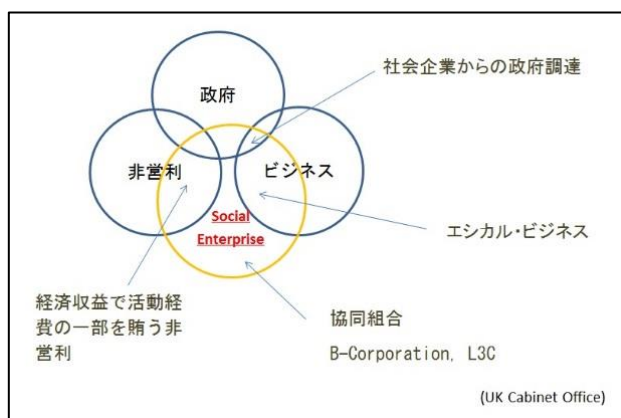 社会企業からの政府調達
政府
非営利
ビジネス
Social
Enterprise
エシカル・ビジネス
経済収益で活動経
費の一部を賄う非
営利
協同組合
B-Corporation, L3C
(UK Cabinet Office)